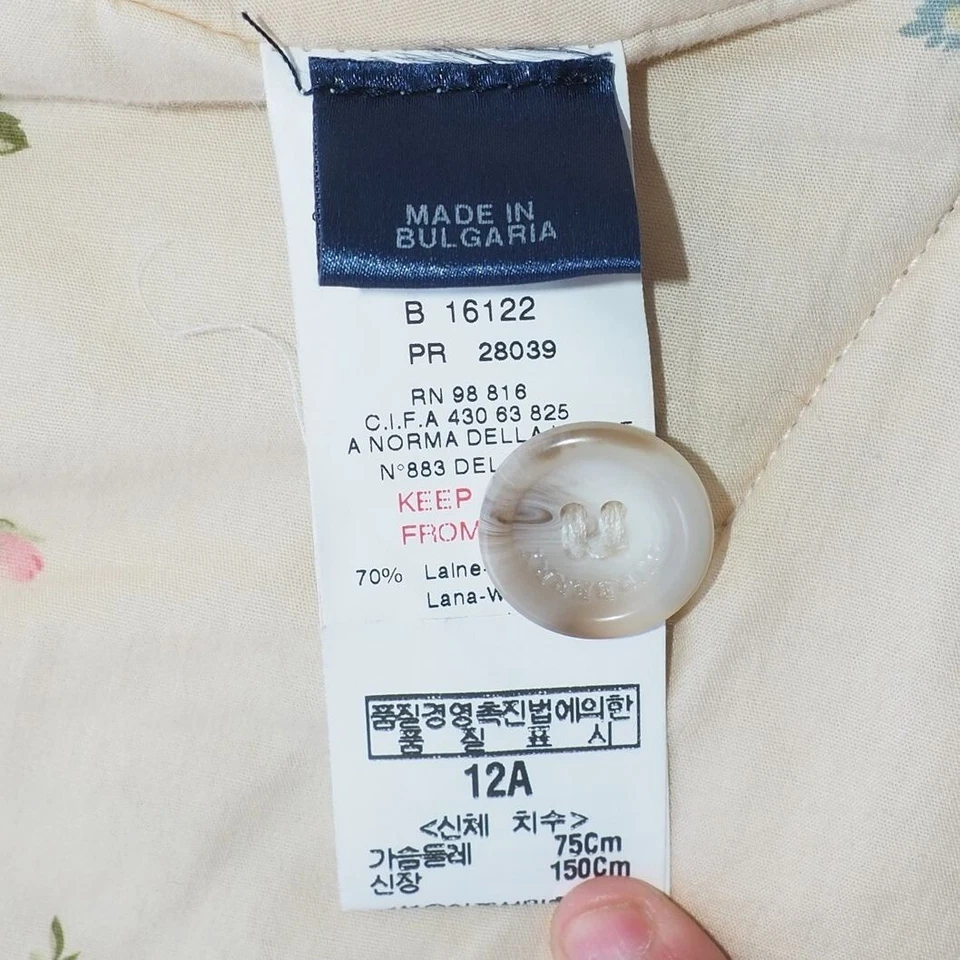 MADE IN
BULGARIA
B 16122
PR 28039
RN 98 816
C.I.F.A 430 63 825
A NORMA DELLA
N°883 DEL
KEEP
FROM
70% Laine-
Lana-W
품질경영촉진법에의한
품 질 표 시
12A
<신체 치수>
가슴둘레 75Cm
신장 150Cm